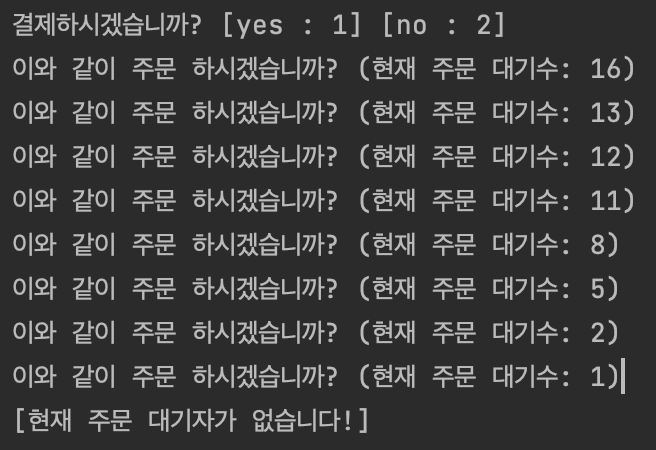 결제하시겠습니까? [yes : 1] [no : 2]
이와 같이 주문 하시겠습니까? (현재 주문 대기수: 16)
이와 같이 주문 하시겠습니까? (현재 주문 대기수: 13)
이와 같이 주문 하시겠습니까? (현재 주문 대기수: 12)
이와 같이 주문 하시겠습니까? (현재 주문 대기수: 11)
이와 같이 주문 하시겠습니까? (현재 주문 대기수: 8)
이와 같이 주문 하시겠습니까? (현재 주문 대기수: 5)
이와 같이 주문 하시겠습니까? (현재 주문 대기수: 2)
이와 같이 주문 하시겠습니까? (현재 주문 대기수: 1)
[현재 주문 대기자가 없습니다!]